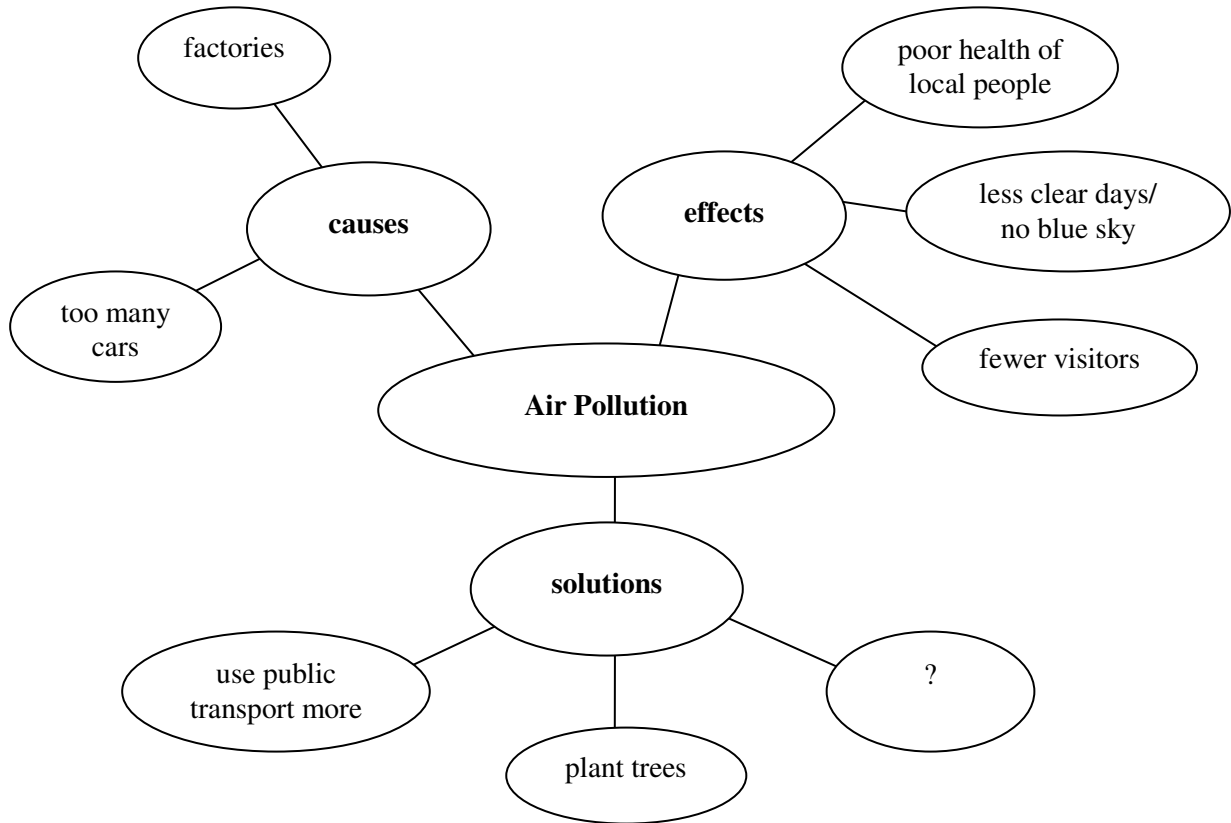 factories
causes
too many
cars
poor health of
local people
effects
less clear days/
no blue sky
fewer visitors
Air Pollution
solutions
use public
transport more
plant trees
?